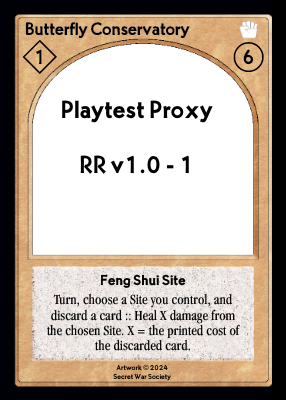 Butterfly Conservatory
1
6
Playtest Proxy
RR v1.0 - 1
Feng Shui Site
Turn, choose a Site you control, and
discard a card :: Heal X damage from
the chosen Site. X = the printed cost of
the discarded card.
Artwork © 2024
Secret War Society